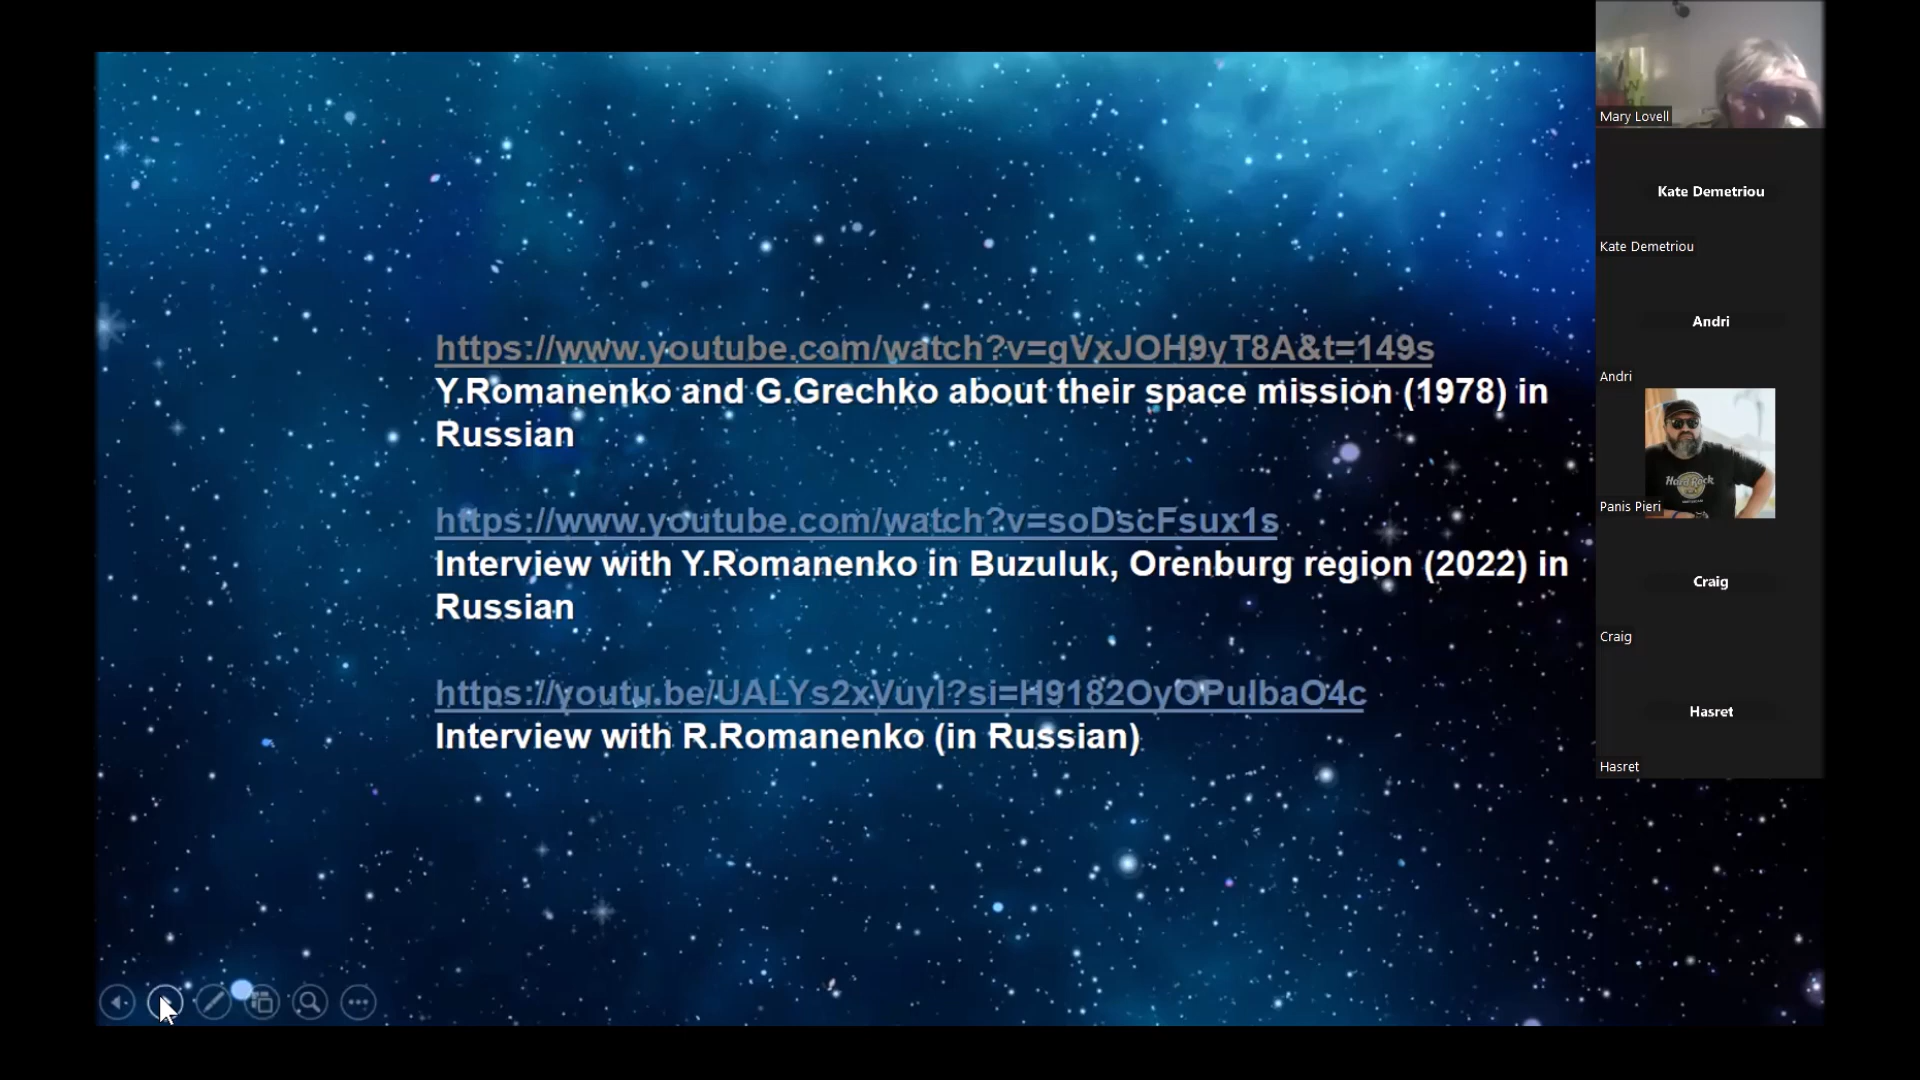 https://www.youtube.com/watch?v=gVxJOH9yT8A&t=149s
Y.Romanenko and G.Grechko about their space mission (1978) in
Russian
https://www.youtube.com/watch?v=soDscFsux1s
Interview with Y.Romanenko in Buzuluk, Orenburg region (2022) in
Russian
https://youtu.be/UALYs2xVuyI?si=H9182OyOPulbaO4c
Interview with R.Romanenko (in Russian)
Mary Lovell
Kate Demetriou
Kate Demetriou
Andri
Andri
Hard Rock
Panis Pieri
Craig
Craig
Hasret
Hasret